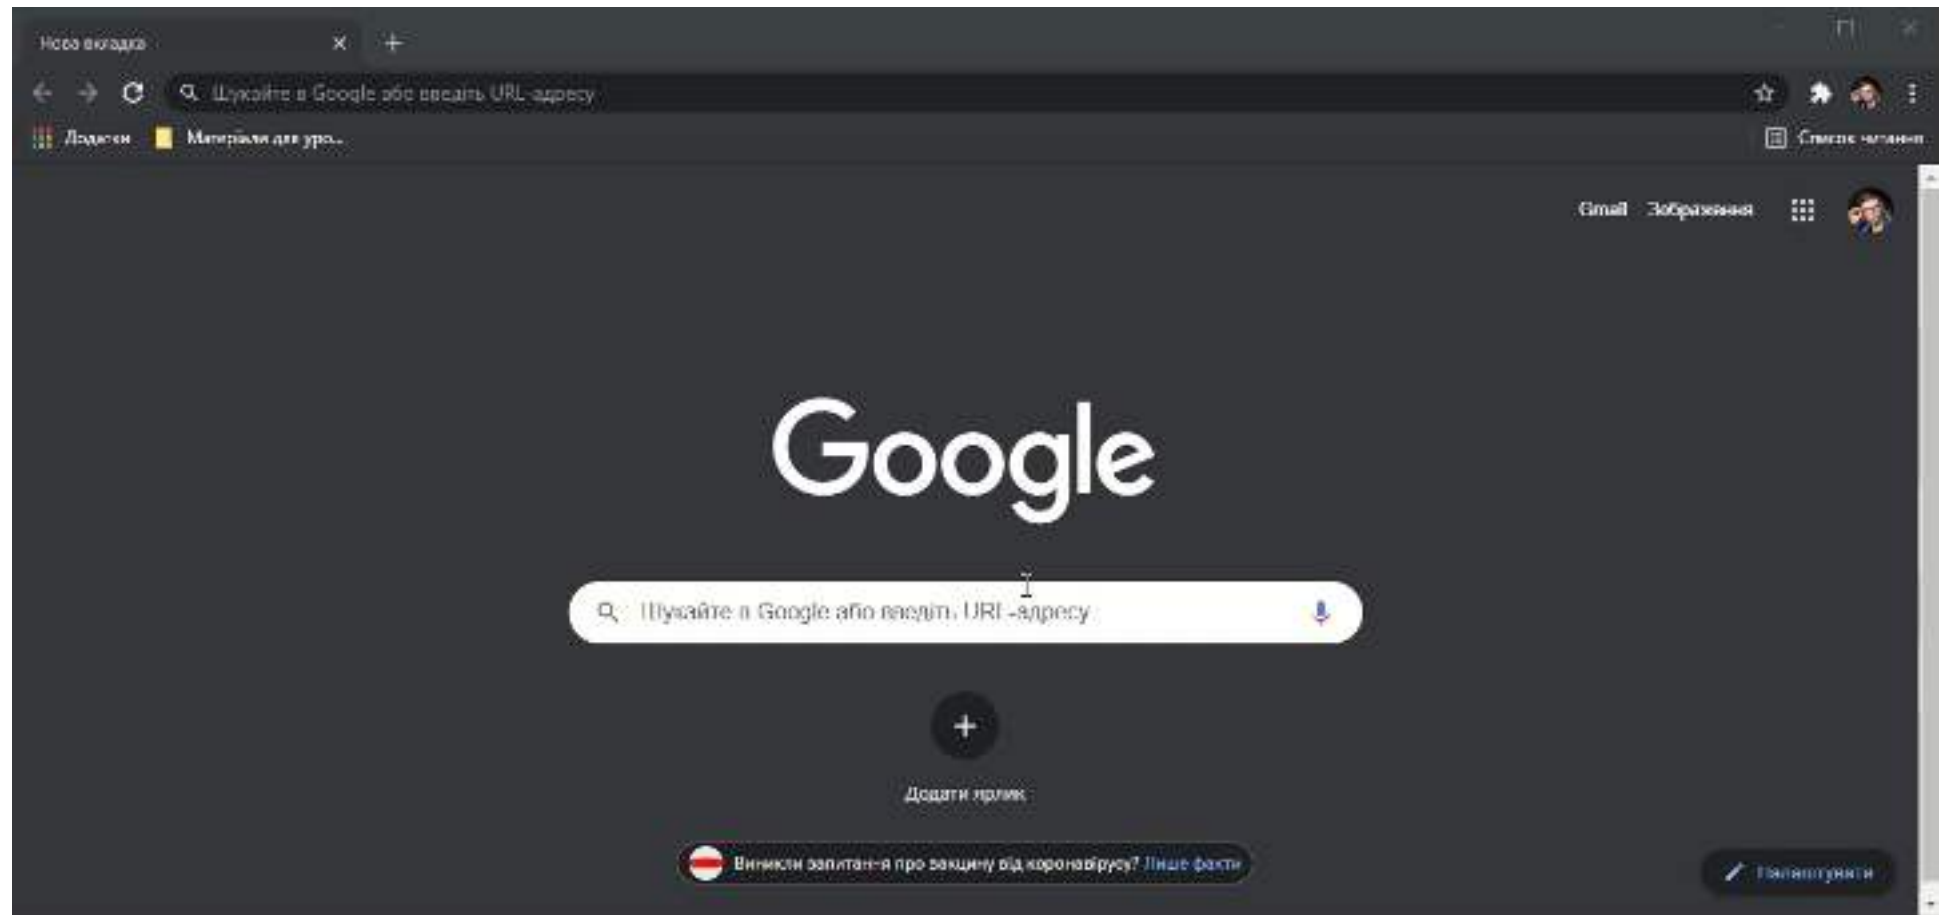 Нова вкладка
Шукайте в Google або введіть URL-адресу
Додатки Матеріали для уро...
Список читання
Gmail Зображення
Google
Шукайте в Google або введіть URL-адресу
Додати ярлик
Виникли запитання про вакцину від коронавірусу? Лише факти
Налаштувати